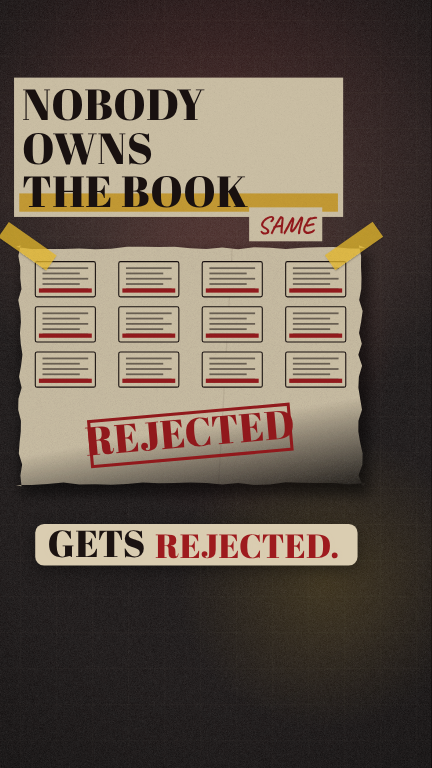 NOBODY
OWNS
THE BOOK
SAME
REJECTED
GETS REJECTED.